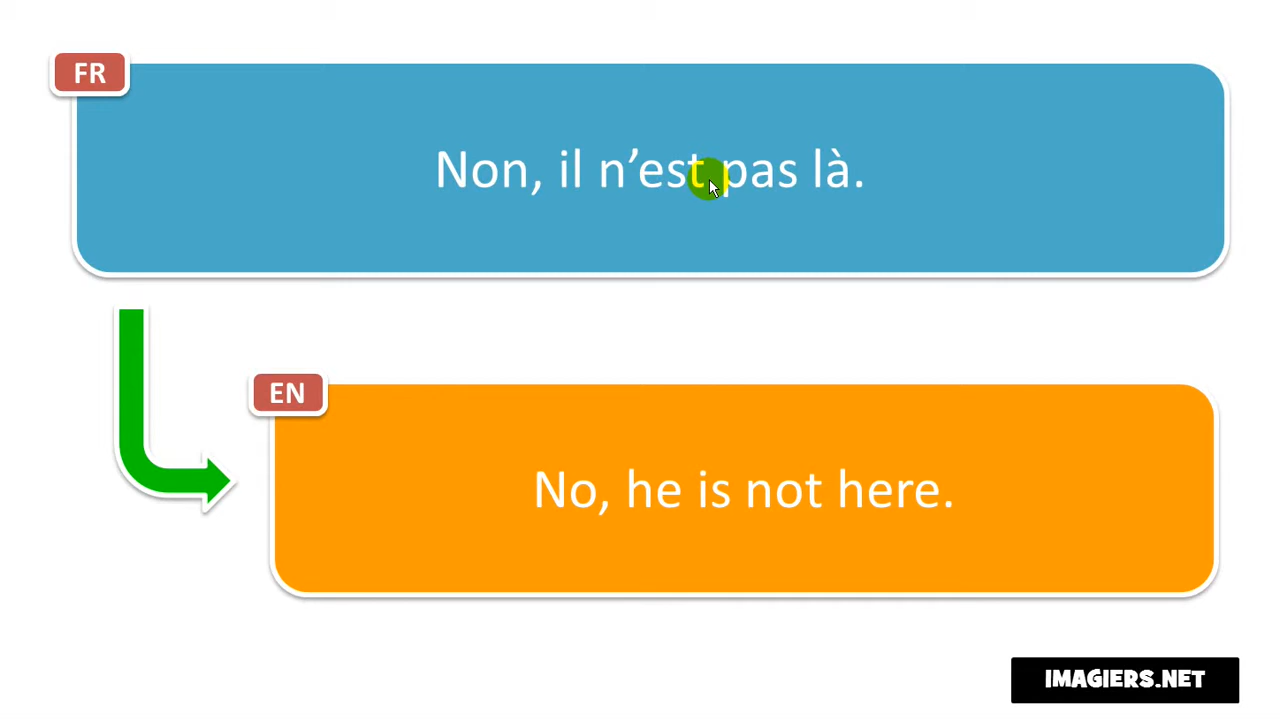 FR
Non, il n’est pas là.
EN
No, he is not here.
IMAGIERS.NET